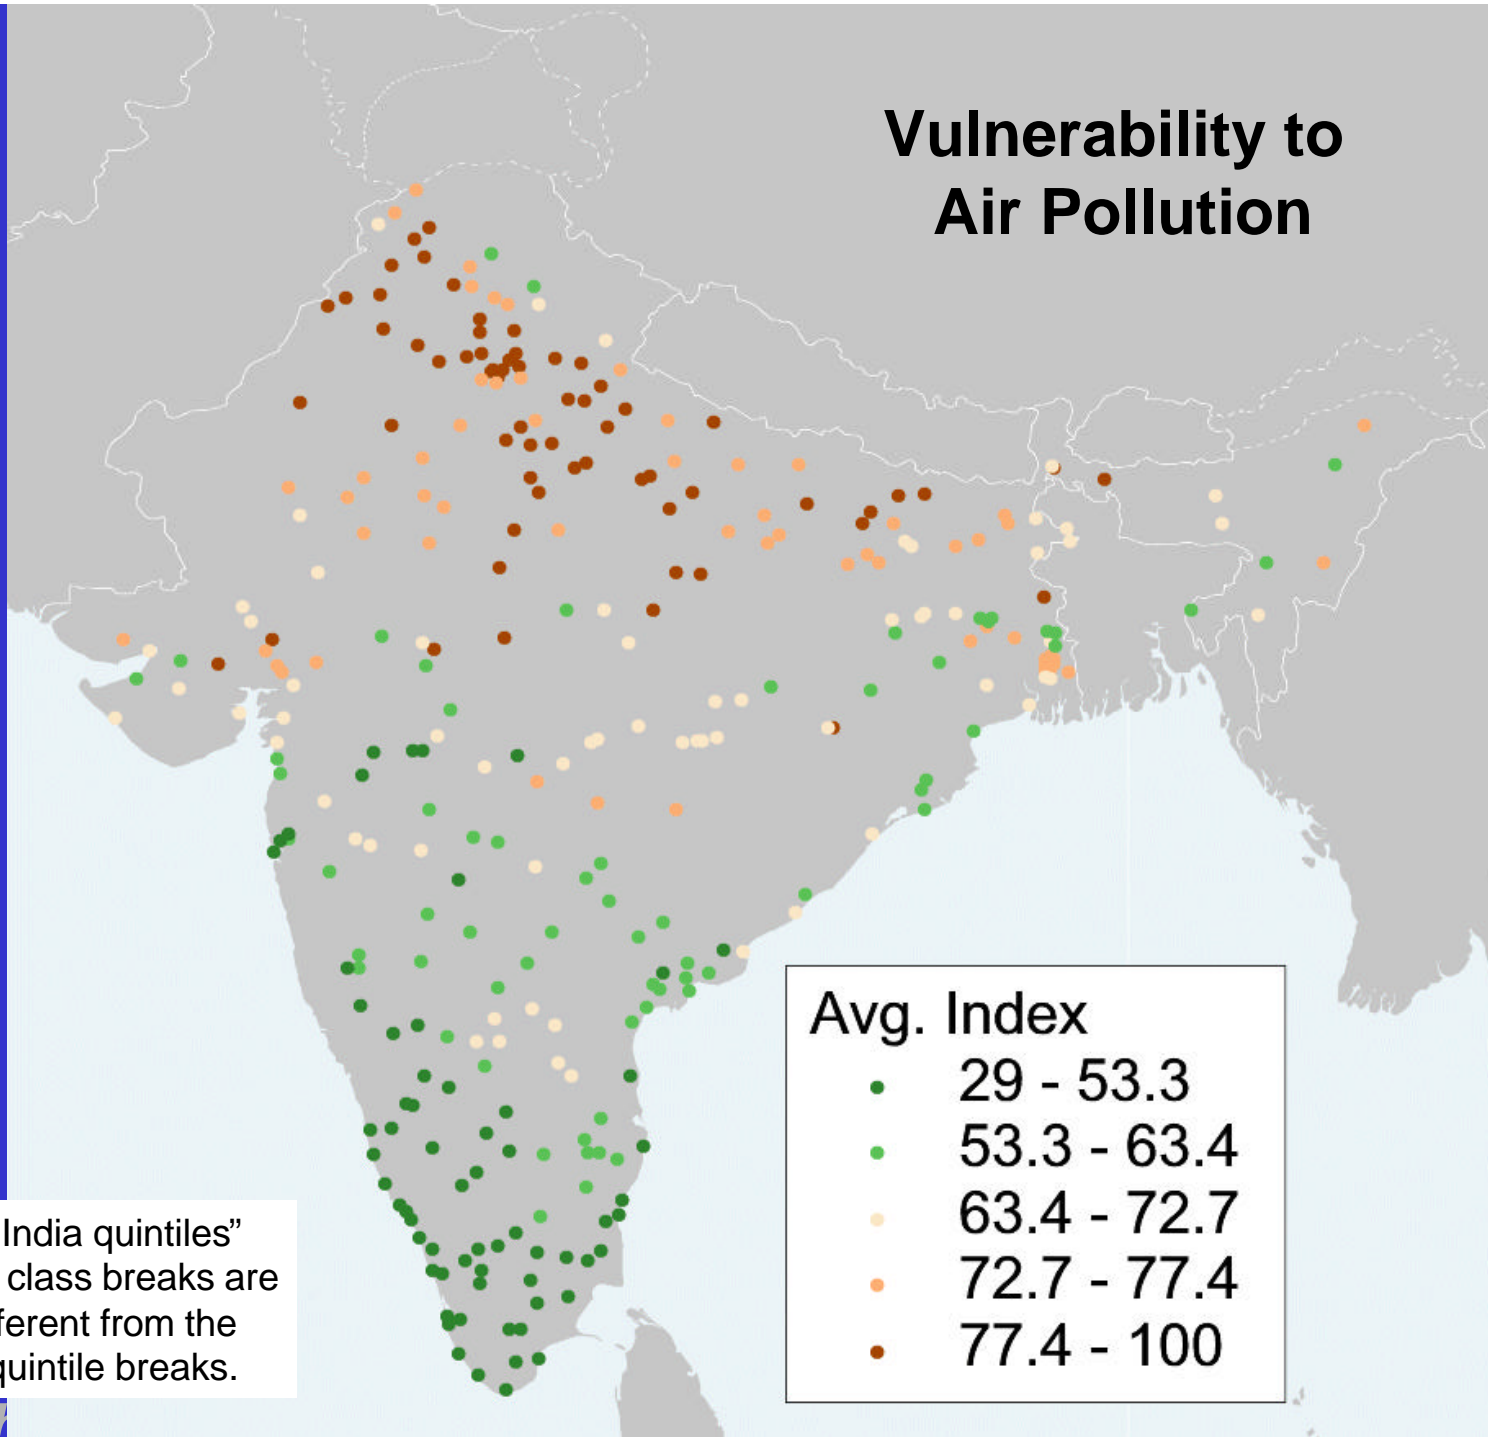 Vulnerability to
Air Pollution
Avg. Index
29 - 53.3
53.3 - 63.4
63.4 - 72.7
72.7 - 77.4
77.4 - 100
India quintiles”
class breaks are
ferent from the
quintile breaks.